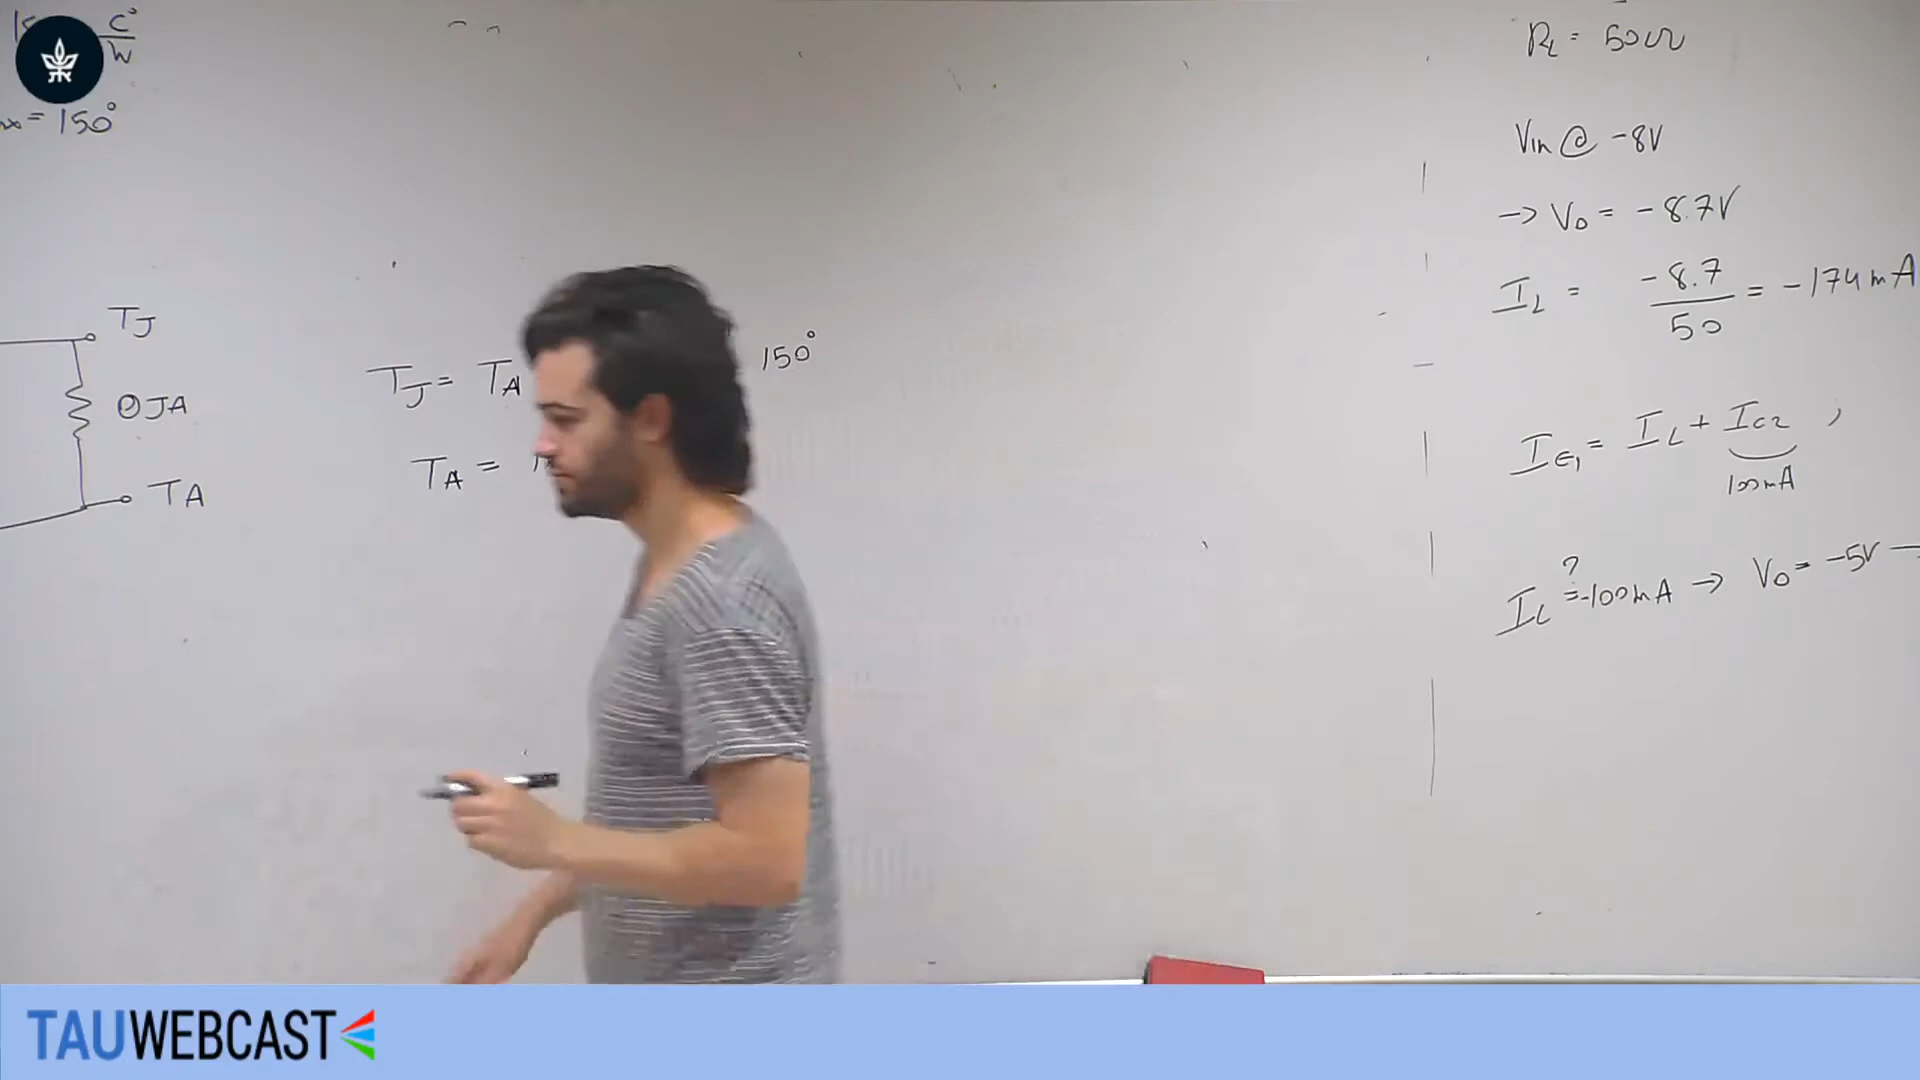 C°
W
= 150°
TJ
θJA
TA
TJ = TA
150°
TA =
RL = 50Ω
Vin @ -8V
→ Vo = -8.7V
IL = -8.7 / 50 = -174mA
IE1 = IL + IC2 ,
100mA
?
IL = -100mA → Vo = -5V →
TAUWEBCAST